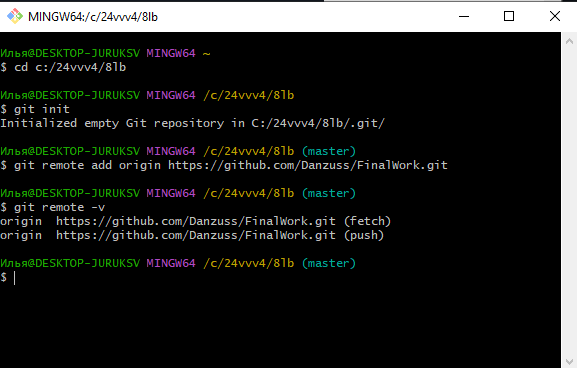 MINGW64:/c/24vvv4/8lb
Илья@DESKTOP-JURUKSV MINGW64 ~
$ cd c:/24vvv4/8lb
Илья@DESKTOP-JURUKSV MINGW64 /c/24vvv4/8lb
$ git init
Initialized empty Git repository in C:/24vvv4/8lb/.git/
Илья@DESKTOP-JURUKSV MINGW64 /c/24vvv4/8lb (master)
$ git remote add origin https://github.com/Danzuss/FinalWork.git
Илья@DESKTOP-JURUKSV MINGW64 /c/24vvv4/8lb (master)
$ git remote -v
origin  https://github.com/Danzuss/FinalWork.git (fetch)
origin  https://github.com/Danzuss/FinalWork.git (push)
Илья@DESKTOP-JURUKSV MINGW64 /c/24vvv4/8lb (master)
$